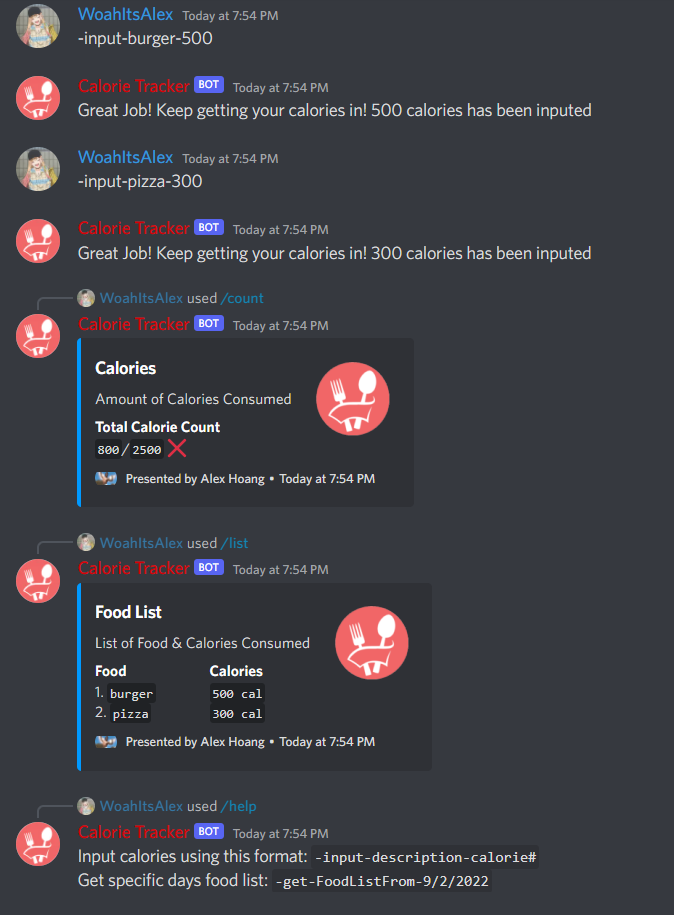 WoahItsAlex Today at 7:54 PM
-input-burger-500
Calorie Tracker BOT Today at 7:54 PM
Great Job! Keep getting your calories in! 500 calories has been inputed
WoahItsAlex Today at 7:54 PM
-input-pizza-300
Calorie Tracker BOT Today at 7:54 PM
Great Job! Keep getting your calories in! 300 calories has been inputed
WoahItsAlex used /count
Calorie Tracker BOT Today at 7:54 PM
Calories
Amount of Calories Consumed
Total Calorie Count
800/2500 ❌
Presented by Alex Hoang • Today at 7:54 PM
WoahItsAlex used /list
Calorie Tracker BOT Today at 7:54 PM
Food List
List of Food & Calories Consumed
Food Calories
1. burger 500 cal
2. pizza 300 cal
Presented by Alex Hoang • Today at 7:54 PM
WoahItsAlex used /help
Calorie Tracker BOT Today at 7:54 PM
Input calories using this format: -input-description-calorie#
Get specific days food list: -get-FoodListFrom-9/2/2022